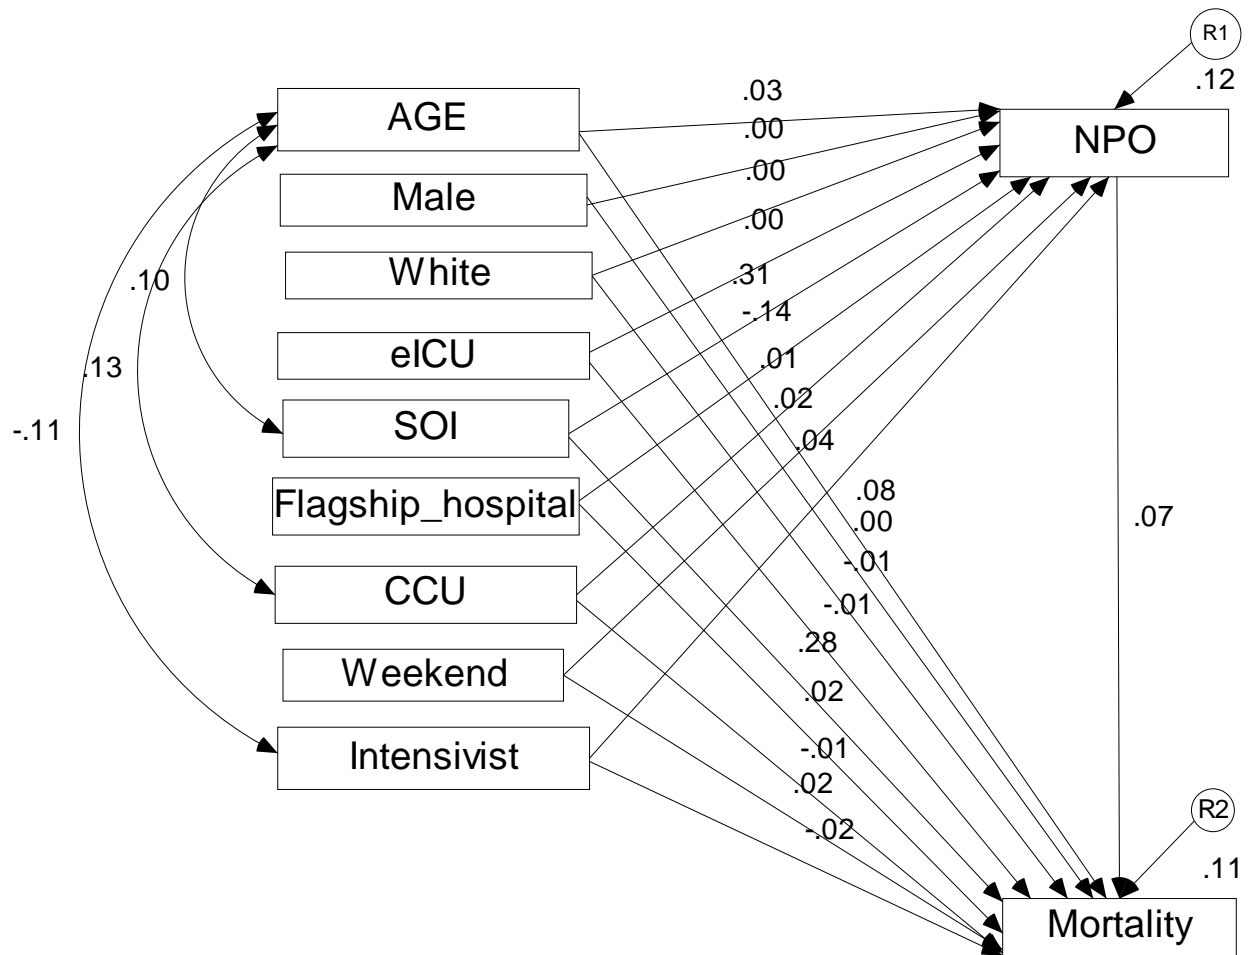 R1
.12
.03
AGE
.00
NPO
.00
Male
.00
White
.31
.10
-.14
eICU
.01
.13
.02
SOI
-.11
.04
.08
Flagship_hospital
.00
.07
-.01
CCU
-.01
.28
Weekend
.02
-.01
Intensivist
.02
R2
-.02
.11
Mortality